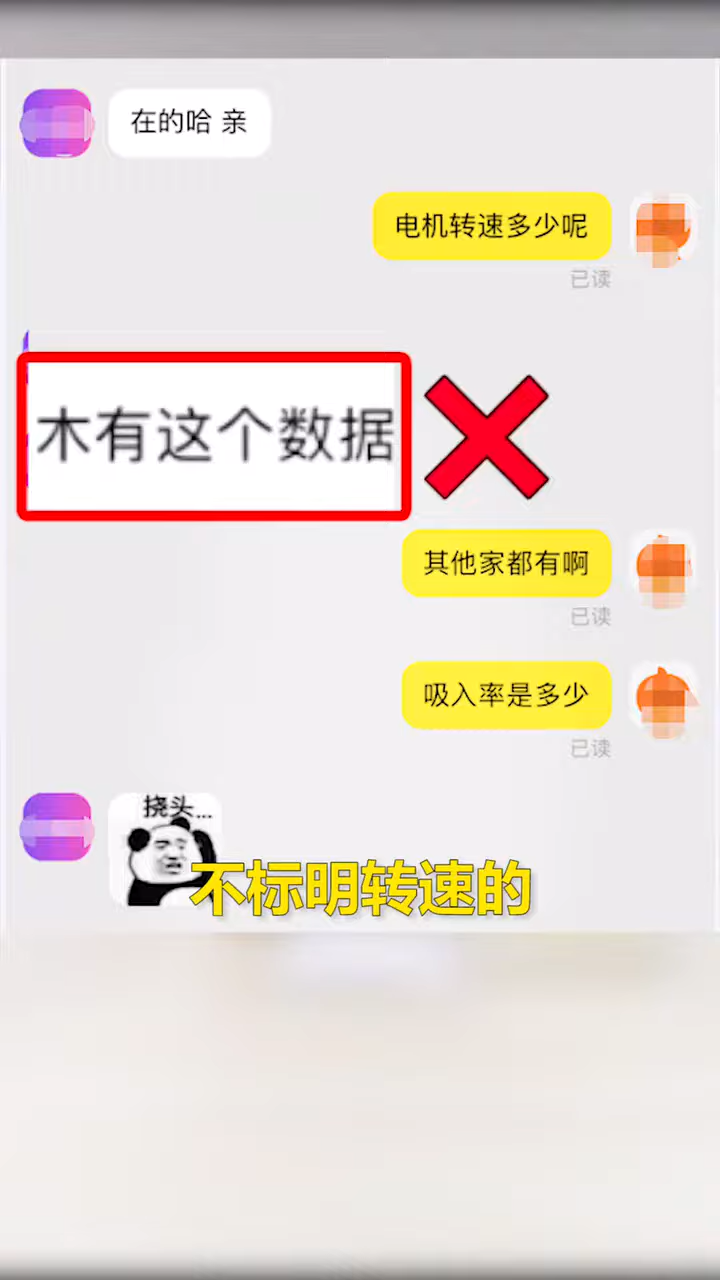 在的哈 亲
电机转速多少呢
已读
木有这个数据
其他家都有啊
已读
吸入率是多少
已读
挠头...
不标明转速的